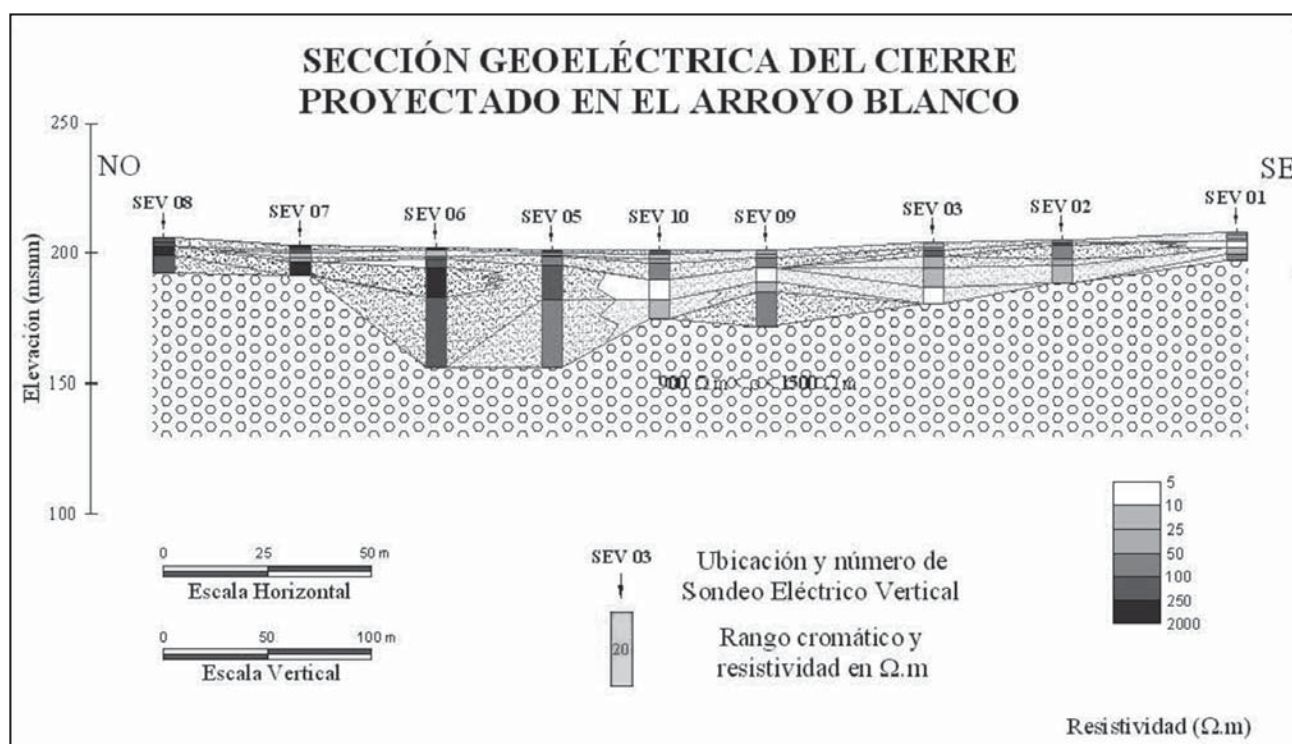 SECCIÓN GEOELÉCTRICA DEL CIERRE
PROYECTADO EN EL ARROYO BLANCO
250
NO
SE
SEV 08
SEV 07
SEV 06
SEV 05
SEV 10
SEV 09
SEV 03
SEV 02
SEV 01
200
Elevación (msnm)
150
900 Ω.m < ρ < 1500 Ω.m
100
0 25 50 m
Escala Horizontal
0 50 100 m
Escala Vertical
SEV 03
20
Ubicación y número de
Sondeo Eléctrico Vertical
Rango cromático y
resistividad en Ω.m
5
10
25
50
100
250
2000
Resistividad (Ω.m)